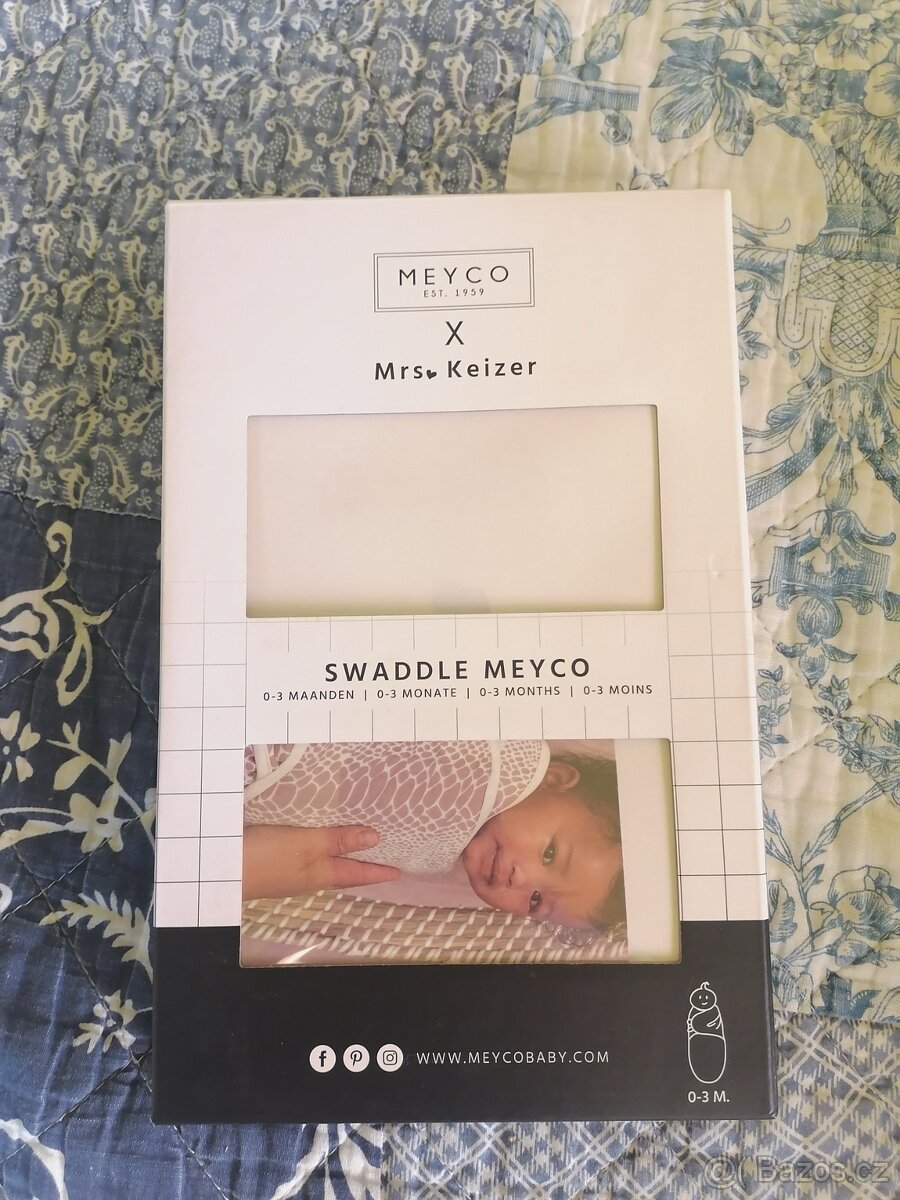 MEYCO
EST. 1959
X
Mrs. Keizer
SWADDLE MEYCO
0-3 MAANDEN | 0-3 MONATE | 0-3 MONTHS | 0-3 MOINS
WWW.MEYCOBABY.COM
0-3 M.
@ Bazos.cz